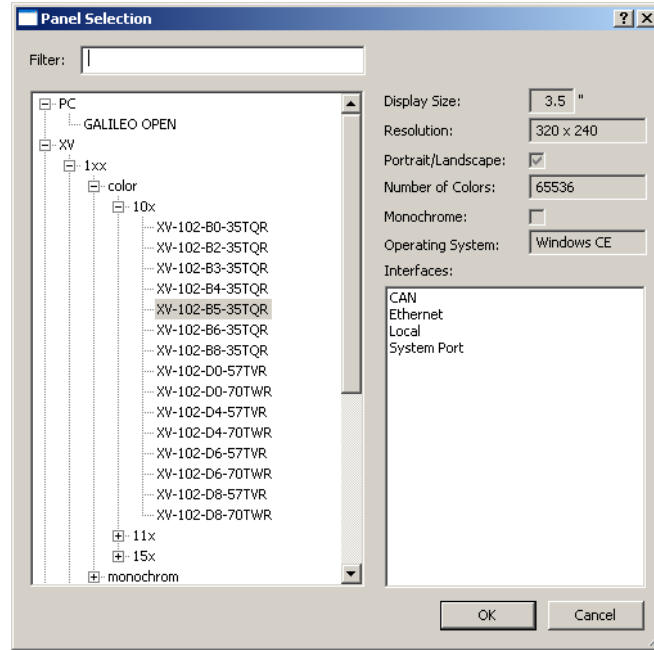 Panel Selection
Filter:
PC
GALILEO OPEN
XV
1xx
color
10x
XV-102-B0-35TQR
XV-102-B2-35TQR
XV-102-B3-35TQR
XV-102-B4-35TQR
XV-102-B5-35TQR
XV-102-B6-35TQR
XV-102-B8-35TQR
XV-102-D0-57TVR
XV-102-D0-70TWR
XV-102-D4-57TVR
XV-102-D4-70TWR
XV-102-D6-57TVR
XV-102-D6-70TWR
XV-102-D8-57TVR
XV-102-D8-70TWR
11x
15x
monochrom
Display Size: 3.5 "
Resolution: 320 x 240
Portrait/Landscape:
Number of Colors: 65536
Monochrome:
Operating System: Windows CE
Interfaces:
CAN
Ethernet
Local
System Port
OK Cancel